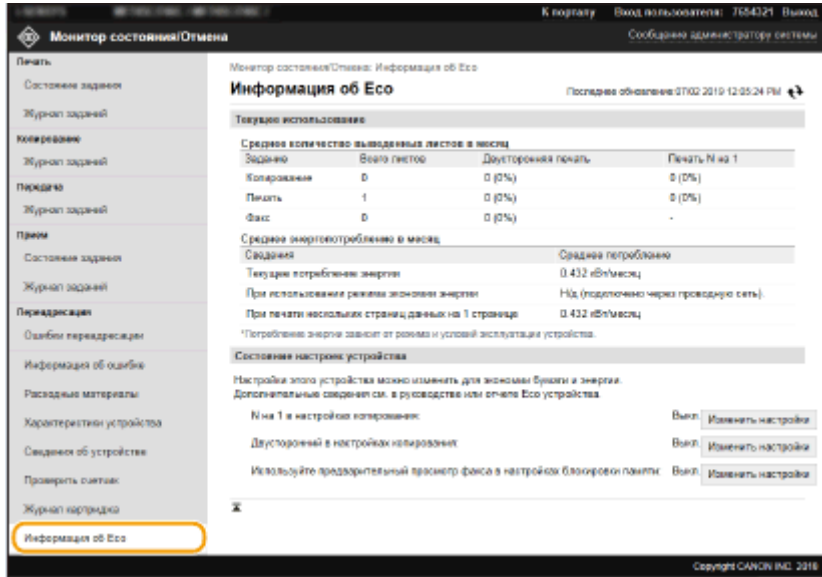 К порталу Вход пользователя: 7654321 Выход
Монитор состояния/Отмена Сообщение администратору системы
Печать
Состояние задания
Журнал заданий
Копирование
Журнал заданий
Передача
Журнал заданий
Прием
Состояние задания
Журнал заданий
Переадресация
Ошибки переадресации
Информация об ошибке
Расходные материалы
Характеристики устройства
Сведения об устройстве
Проверить счетчик
Журнал картриджа
Информация об Eco
Монитор состояния/Отмена: Информация об Eco
Информация об Eco Последнее обновление: 07/02 2019 12:05:24 PM
Текущее использование
Среднее количество выведенных листов в месяц
Задание Всего листов Двусторонняя печать Печать N на 1
Копирование 0 0 (0%) 0 (0%)
Печать 1 0 (0%) 0 (0%)
Факс 0 0 (0%) -
Среднее энергопотребление в месяц
Сведения Среднее потребление
Текущее потребление энергии 0.432 кВт/месяц
При использовании режима экономии энергии Н/д (подключено через проводную сеть).
При печати нескольких страниц данных на 1 странице 0.432 кВт/месяц
*Потребление энергии зависит от режима и условий эксплуатации устройства.
Состояние настроек устройства
Настройки этого устройства можно изменить для экономии бумаги и энергии.
Дополнительные сведения см. в руководстве или отчете Eco устройства.
N на 1 в настройках копирования: Выкл. Изменить настройки
Двусторонний в настройках копирования: Выкл. Изменить настройки
Используйте предварительный просмотр факса в настройках блокировки памяти: Выкл. Изменить настройки
Copyright CANON INC. 2018